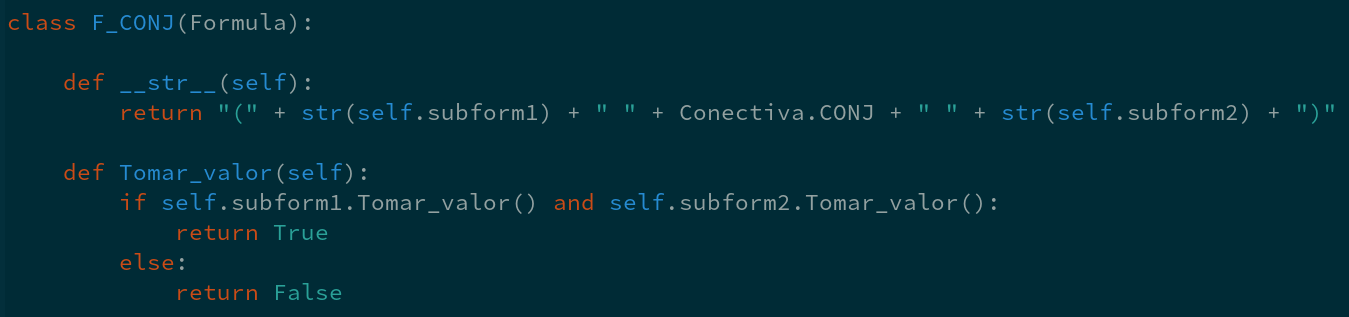 class F_CONJ(Formula):
def __str__(self):
return "(" + str(self.subform1) + " " + Conectiva.CONJ + " " + str(self.subform2) + ")"
def Tomar_valor(self):
if self.subform1.Tomar_valor() and self.subform2.Tomar_valor():
return True
else:
return False